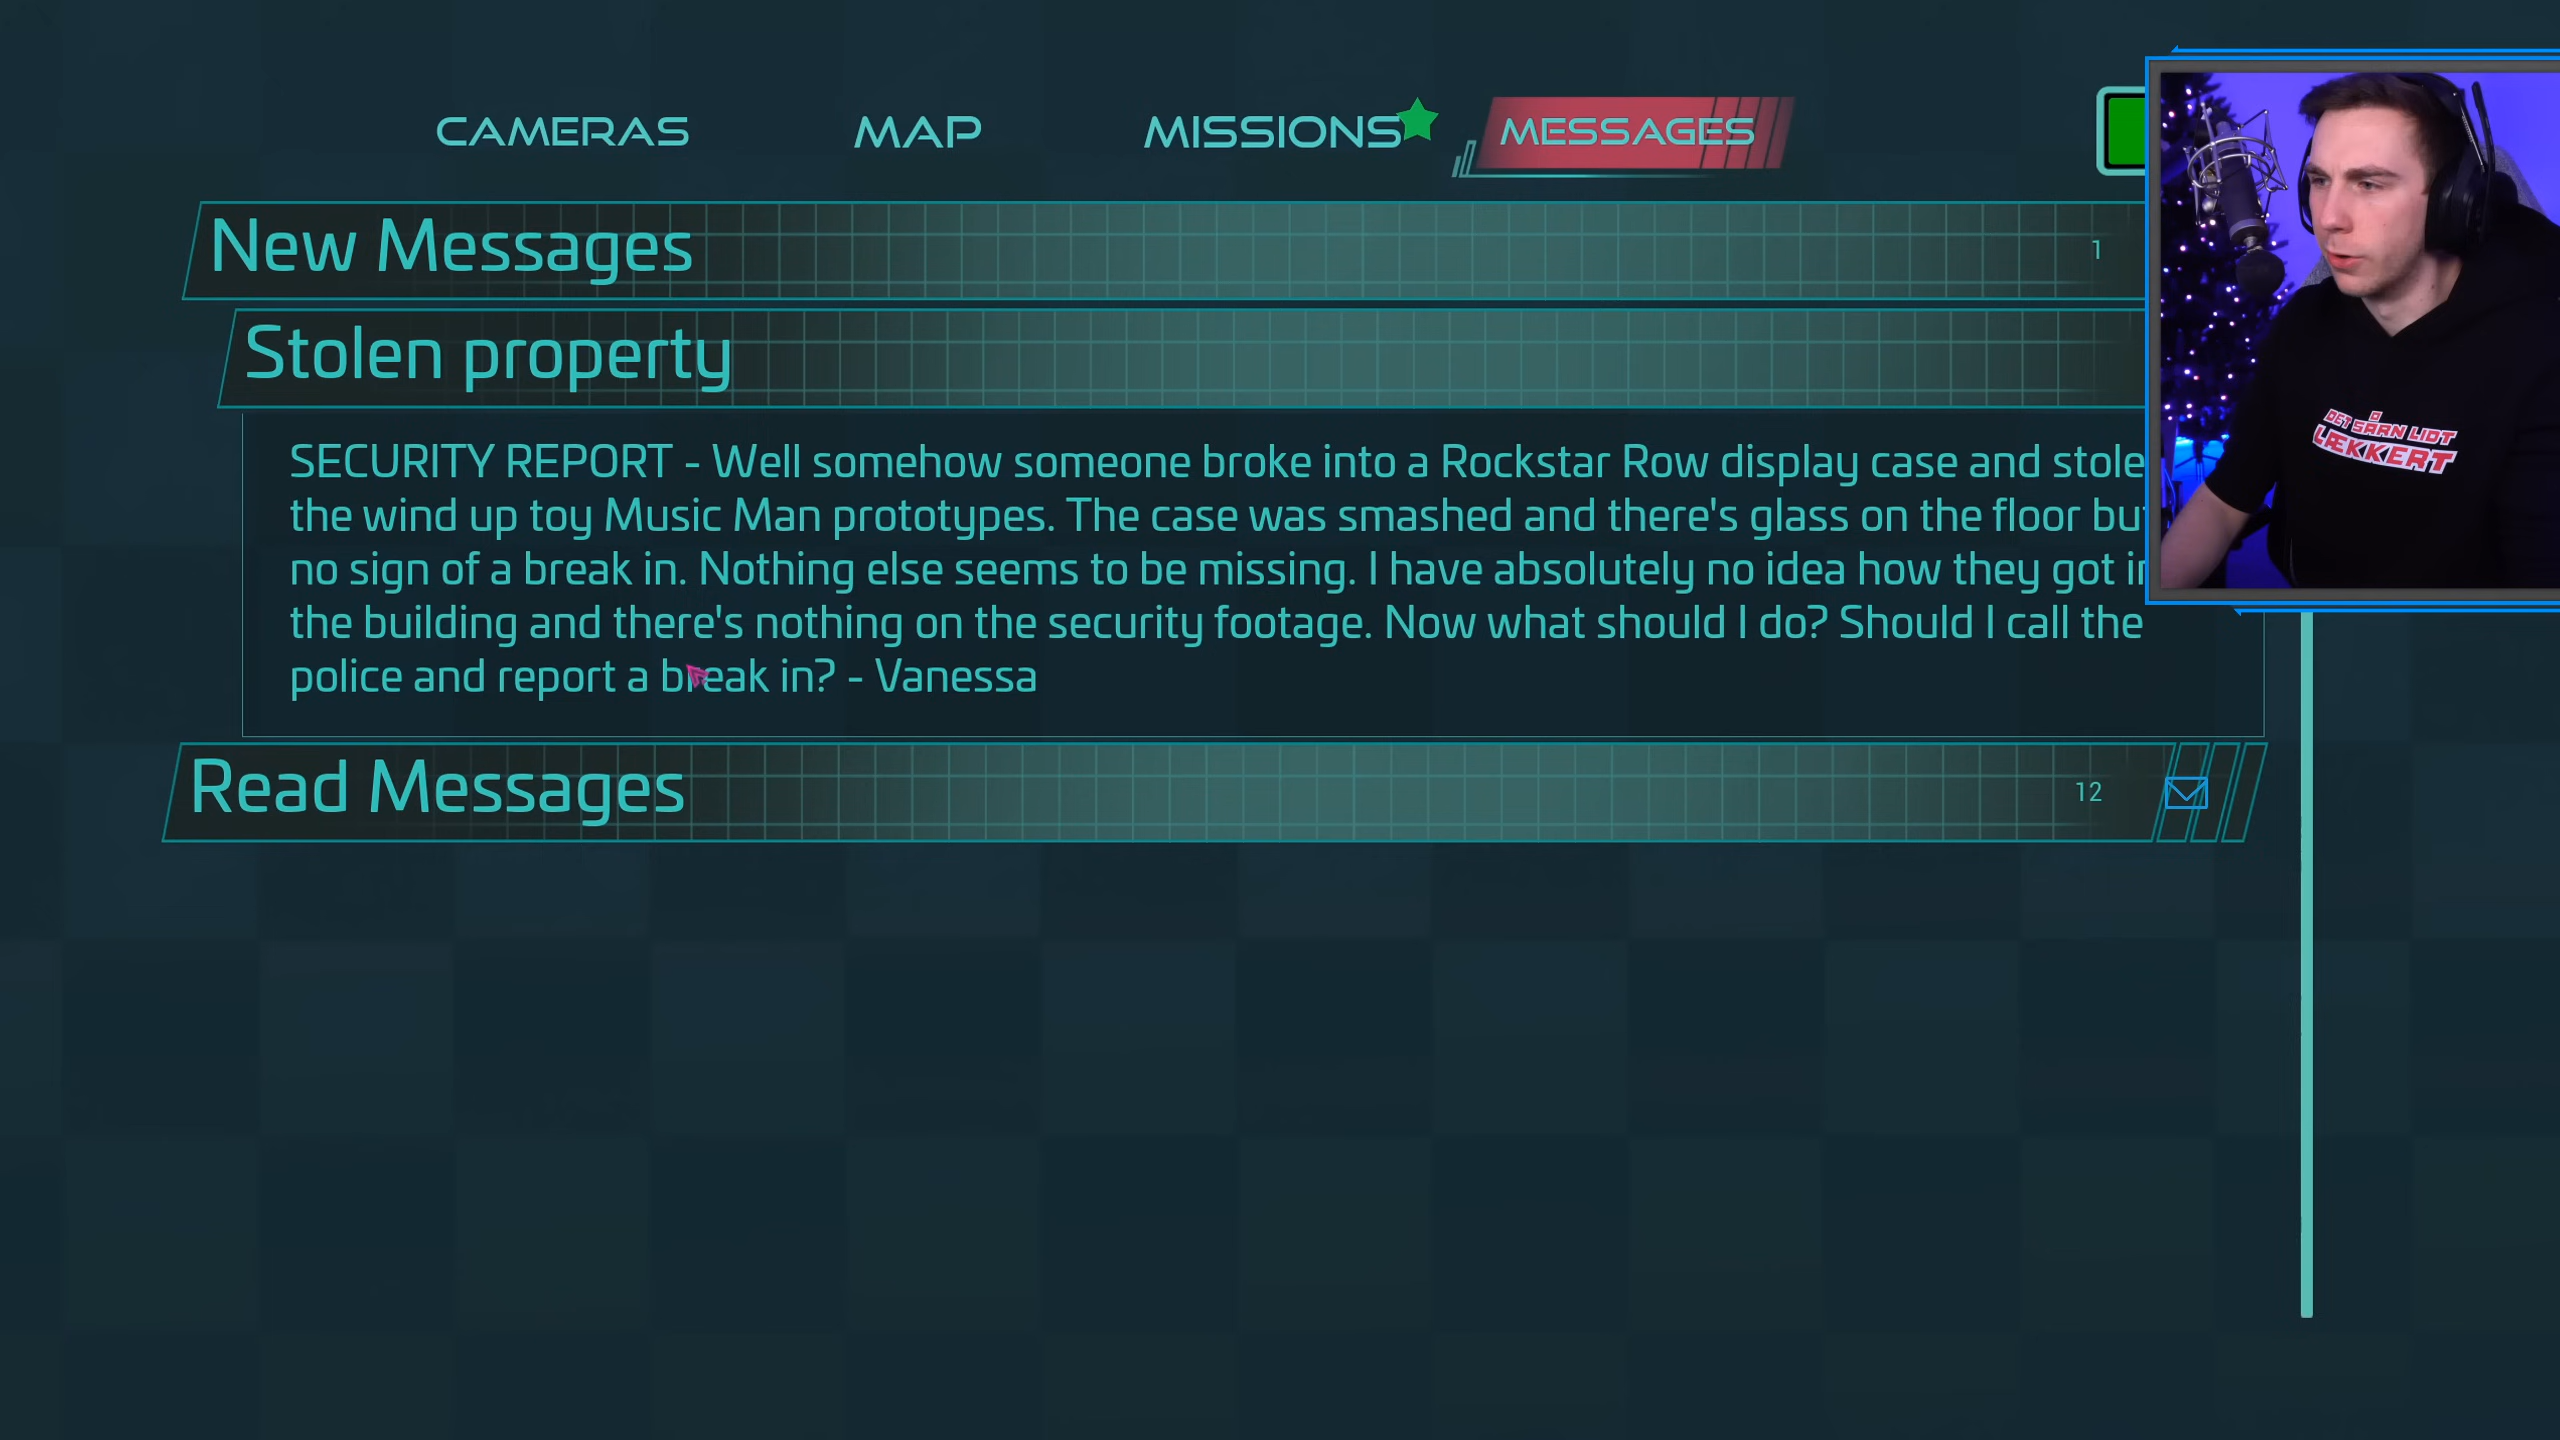 CAMERAS MAP MISSIONS MESSAGES
New Messages 1
Stolen property
SECURITY REPORT - Well somehow someone broke into a Rockstar Row display case and stole
the wind up toy Music Man prototypes. The case was smashed and there's glass on the floor but
no sign of a break in. Nothing else seems to be missing. I have absolutely no idea how they got in
the building and there's nothing on the security footage. Now what should I do? Should I call the
police and report a break in? - Vanessa
Read Messages 12
DET SÅRN LIDT
LÆKKERT